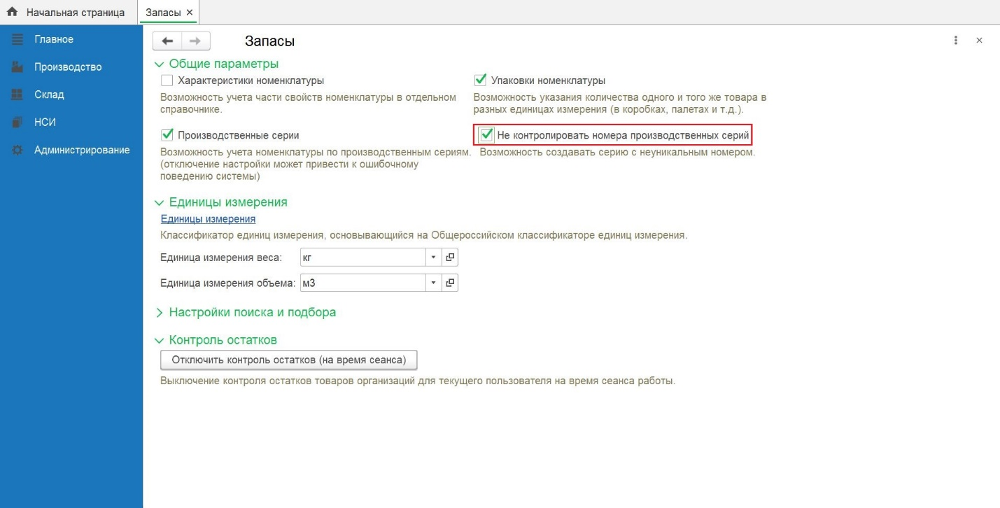 Начальная страница
Запасы ×
Главное
Производство
Склад
НСИ
Администрирование
Запасы
Общие параметры
Характеристики номенклатуры
Возможность учета части свойств номенклатуры в отдельном
справочнике.
Упаковки номенклатуры
Возможность указания количества одного и того же товара в
разных единицах измерения (в коробках, палетах и т.д.).
Производственные серии
Возможность учета номенклатуры по производственным сериям.
(отключение настройки может привести к ошибочному
поведению системы)
Не контролировать номера производственных серий
Возможность создавать серию с неуникальным номером.
Единицы измерения
Единицы измерения
Классификатор единиц измерения, основывающийся на Общероссийском классификаторе единиц измерения.
Единица измерения веса: кг
Единица измерения объема: м3
Настройки поиска и подбора
Контроль остатков
Отключить контроль остатков (на время сеанса)
Выключение контроля остатков товаров организаций для текущего пользователя на время сеанса работы.